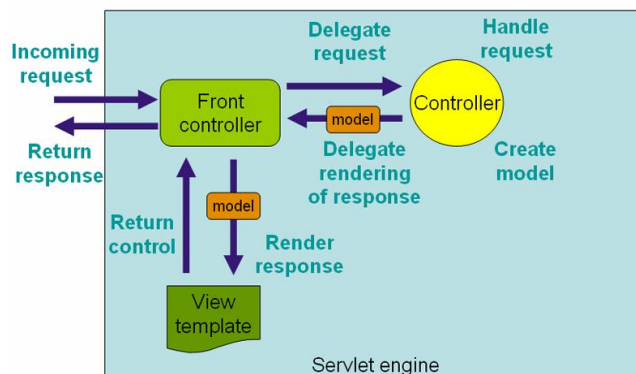 Incoming
request
Return
response
Front
controller
Delegate
request
Handle
request
Controller
model
Delegate
rendering
of response
Create
model
model
Return
control
Render
response
View
template
Servlet engine